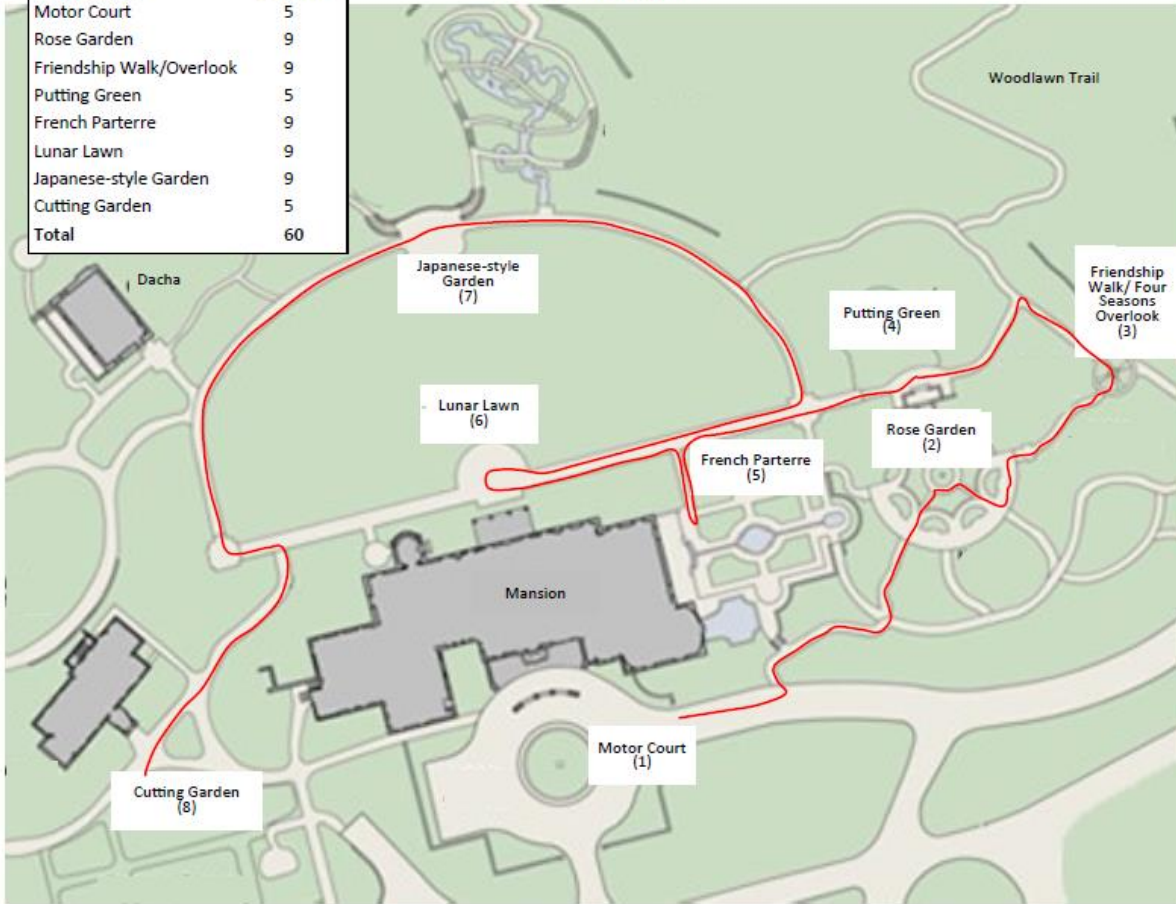 Motor Court 5
Rose Garden 9
Friendship Walk/Overlook 9
Putting Green 5
French Parterre 9
Lunar Lawn 9
Japanese-style Garden 9
Cutting Garden 5
Total 60
Woodlawn Trail
Dacha
Japanese-style
Garden
(7)
Friendship
Walk/ Four
Seasons
Overlook
(3)
Putting Green
(4)
Lunar Lawn
(6)
Rose Garden
(2)
French Parterre
(5)
Mansion
Motor Court
(1)
Cutting Garden
(8)